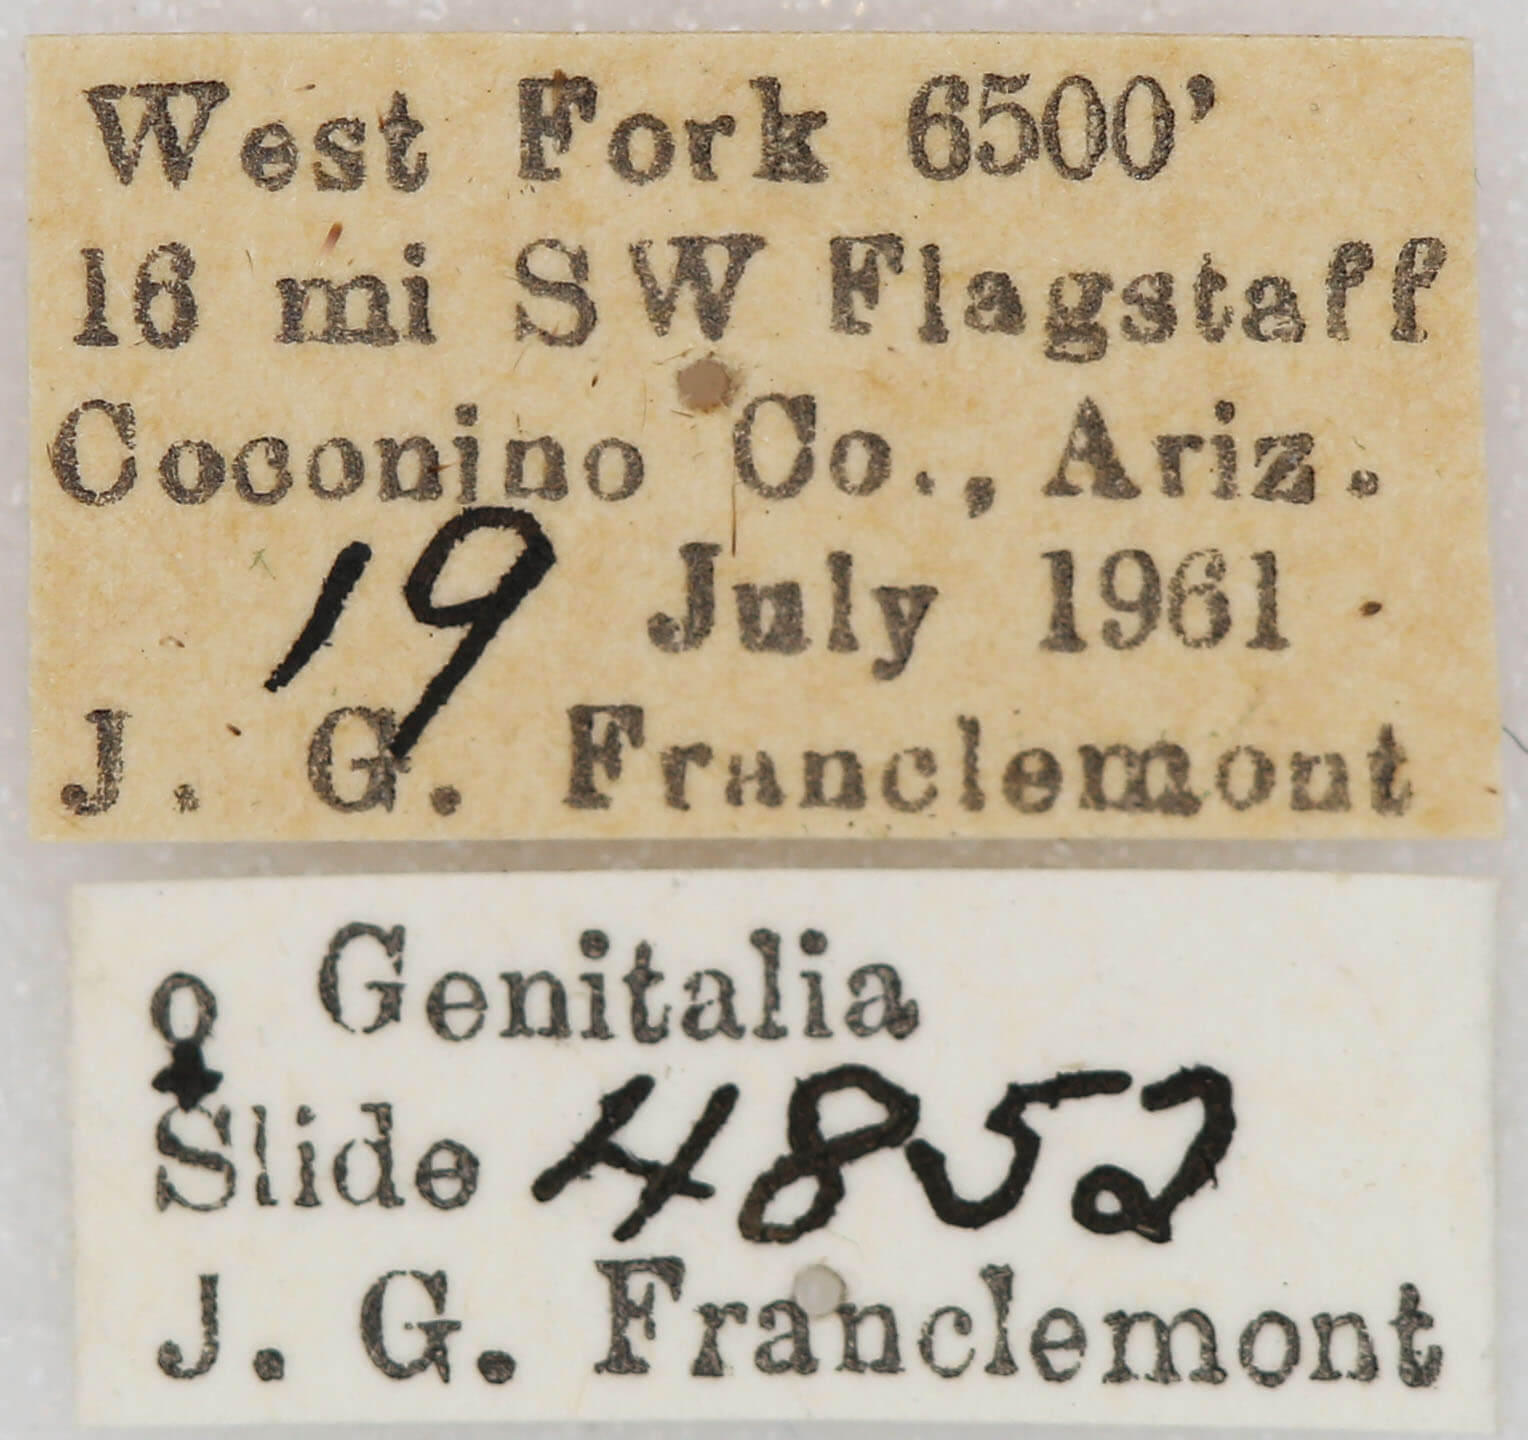 West Fork 6500'
16 mi SW Flagstaff
Coconino Co., Ariz.
19 July 1961
J. G. Franclemont
♀ Genitalia
Slide 4852
J. G. Franclemont